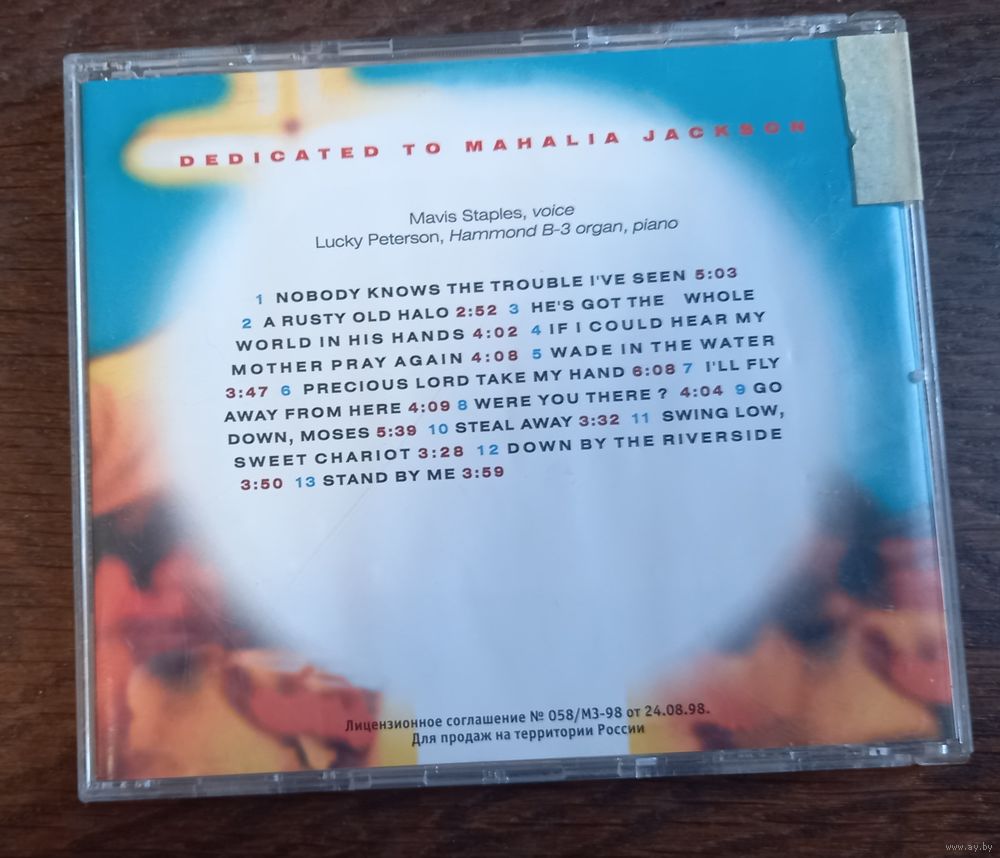 DEDICATED TO MAHALIA JACKSON
Mavis Staples, voice
Lucky Peterson, Hammond B-3 organ, piano
1 NOBODY KNOWS THE TROUBLE I'VE SEEN 5:03
2 A RUSTY OLD HALO 2:52 3 HE'S GOT THE WHOLE
WORLD IN HIS HANDS 4:02 4 IF I COULD HEAR MY
MOTHER PRAY AGAIN 4:08 5 WADE IN THE WATER
3:47 6 PRECIOUS LORD TAKE MY HAND 6:08 7 I'LL FLY
AWAY FROM HERE 4:09 8 WERE YOU THERE ? 4:04 9 GO
DOWN, MOSES 5:39 10 STEAL AWAY 3:32 11 SWING LOW,
SWEET CHARIOT 3:28 12 DOWN BY THE RIVERSIDE
3:50 13 STAND BY ME 3:59
Лицензионное соглашение № 058/МЗ-98 от 24.08.98.
Для продаж на территории России
www.ay.by